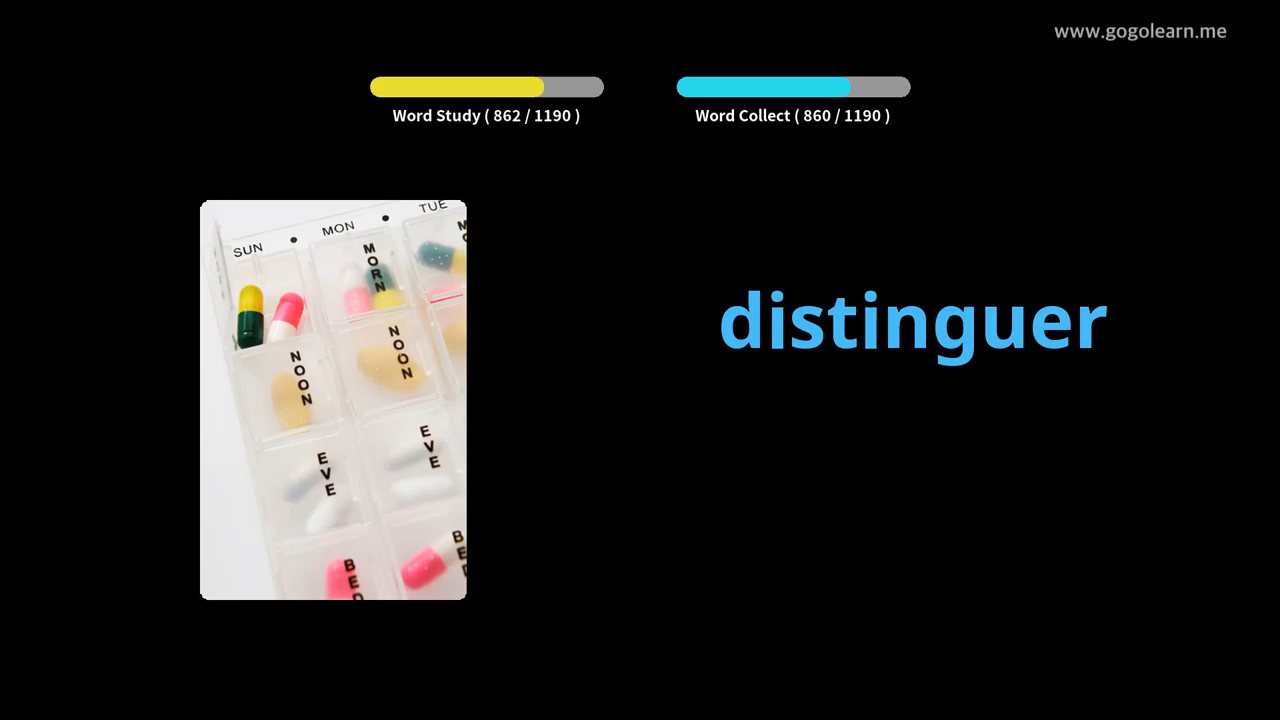 www.gogolearn.me
Word Study ( 862 / 1190 )
Word Collect ( 860 / 1190 )
SUN • MON • TUE
MORN
NOON
NOON
EVE
EVE
BED
distinguer